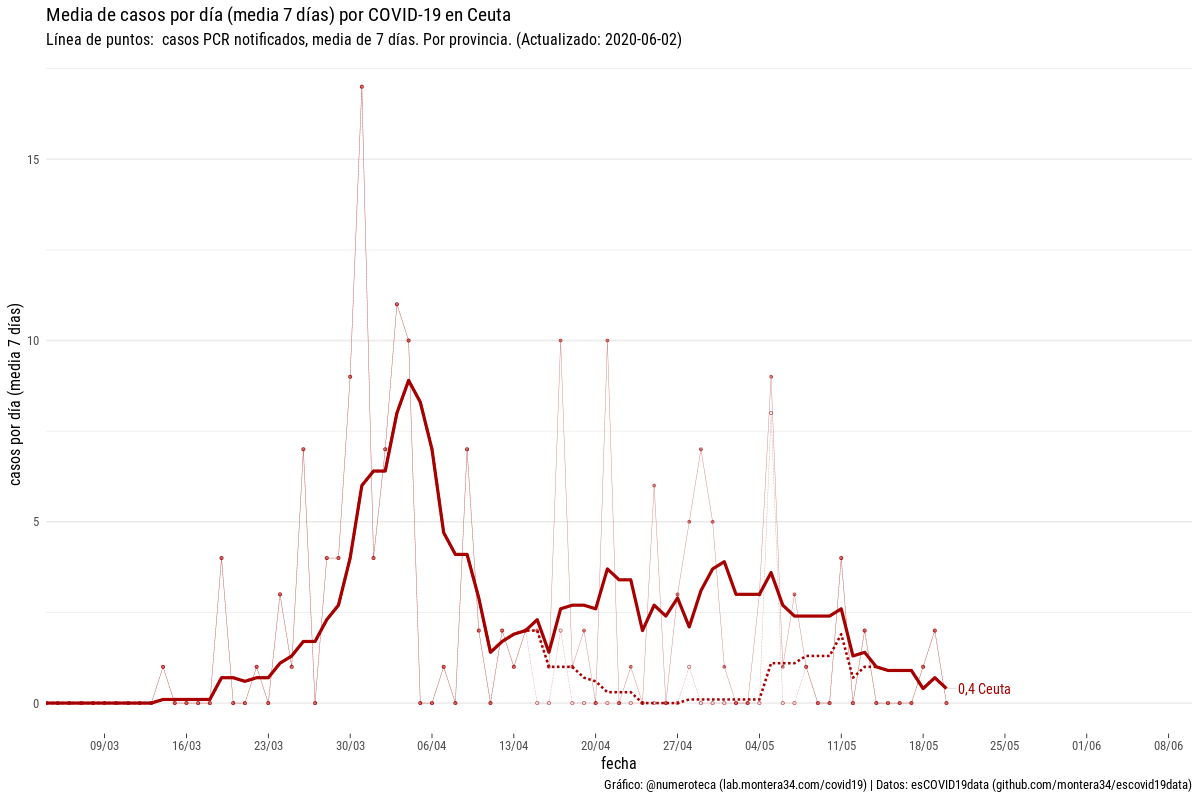 Media de casos por día (media 7 días) por COVID-19 en Ceuta
Línea de puntos:  casos PCR notificados, media de 7 días. Por provincia. (Actualizado: 2020-06-02)
casos por día (media 7 días)
15
10
5
0
0,4 Ceuta
09/03 16/03 23/03 30/03 06/04 13/04 20/04 27/04 04/05 11/05 18/05 25/05 01/06 08/06
fecha
Gráfico: @numeroteca (lab.montera34.com/covid19) | Datos: esCOVID19data (github.com/montera34/escovid19data)